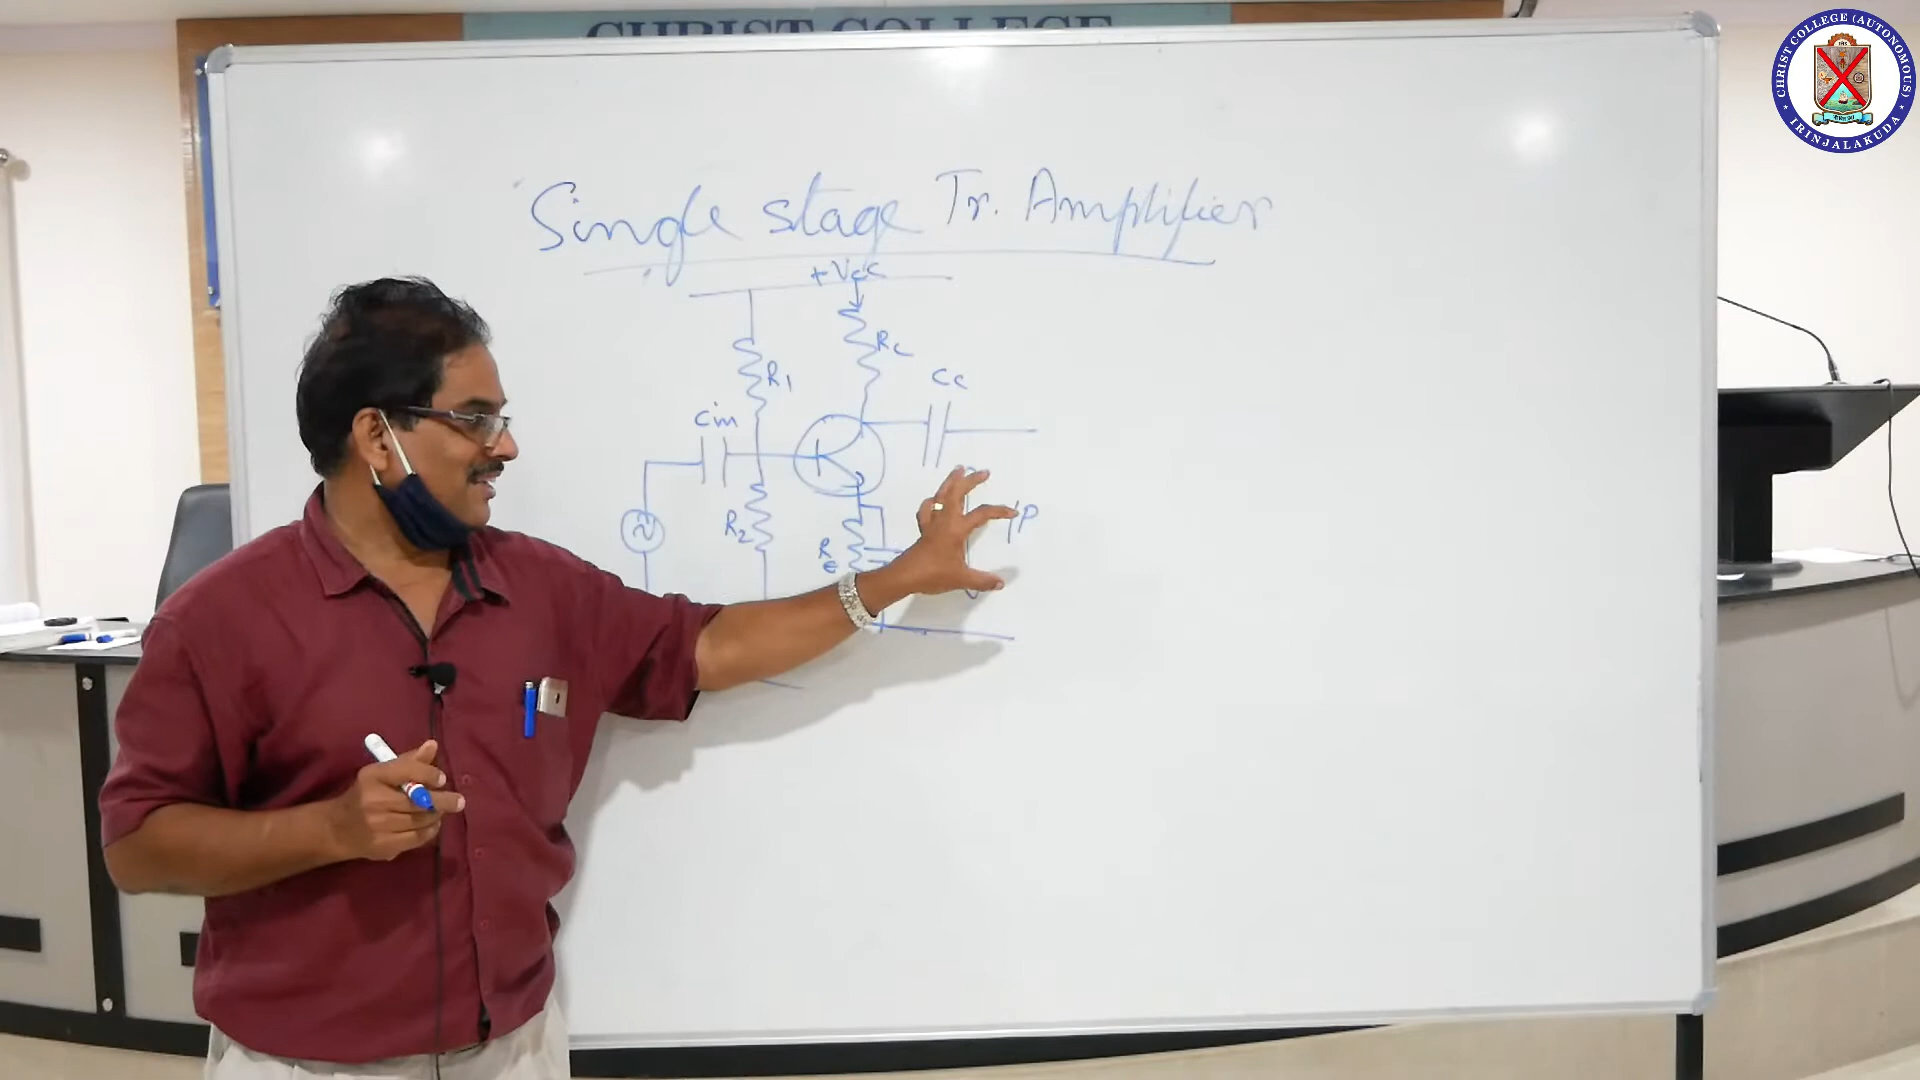 CHRIST COLLEGE
CHRIST COLLEGE (AUTONOMOUS)
IRINJALAKUDA
Single stage Tr. Amplifier
+Vcc
R1
Rc
Cc
Cin
R2
RE